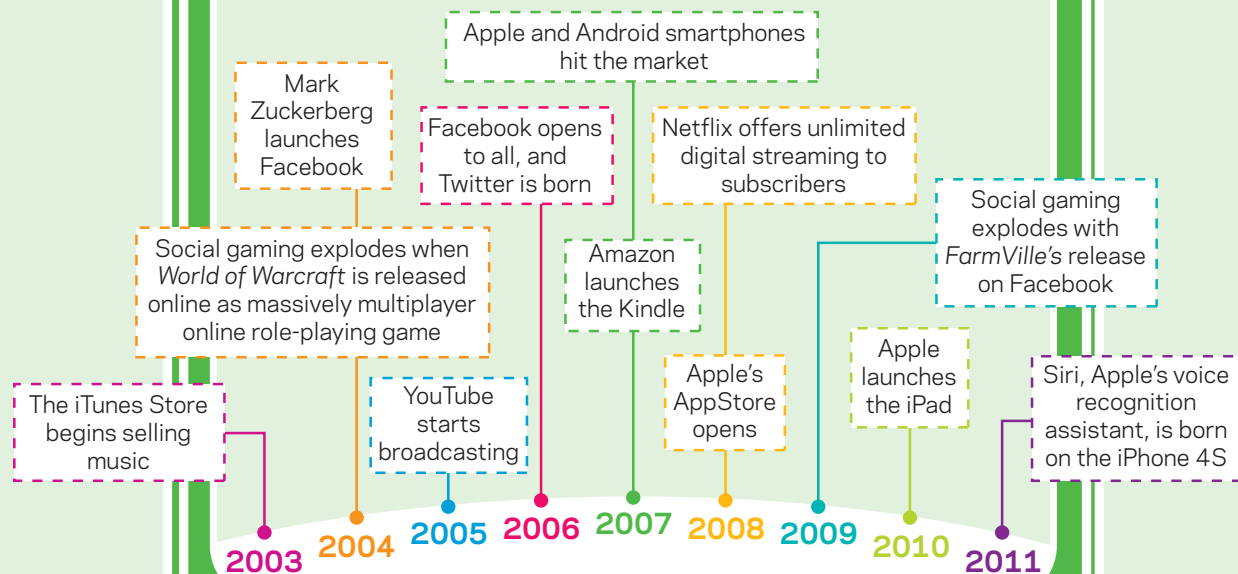 Apple and Android smartphones
hit the market
Mark
Zuckerberg
launches
Facebook
Facebook opens
to all, and
Twitter is born
Netflix offers unlimited
digital streaming to
subscribers
Social gaming
explodes with
FarmVille's release
on Facebook
Social gaming explodes when
World of Warcraft is released
online as massively multiplayer
online role-playing game
Amazon
launches
the Kindle
Apple
launches
the iPad
Apple's
AppStore
opens
Siri, Apple's voice
recognition
assistant, is born
on the iPhone 4S
The iTunes Store
begins selling
music
YouTube
starts
broadcasting
2003
2004
2005
2006
2007
2008
2009
2010
2011